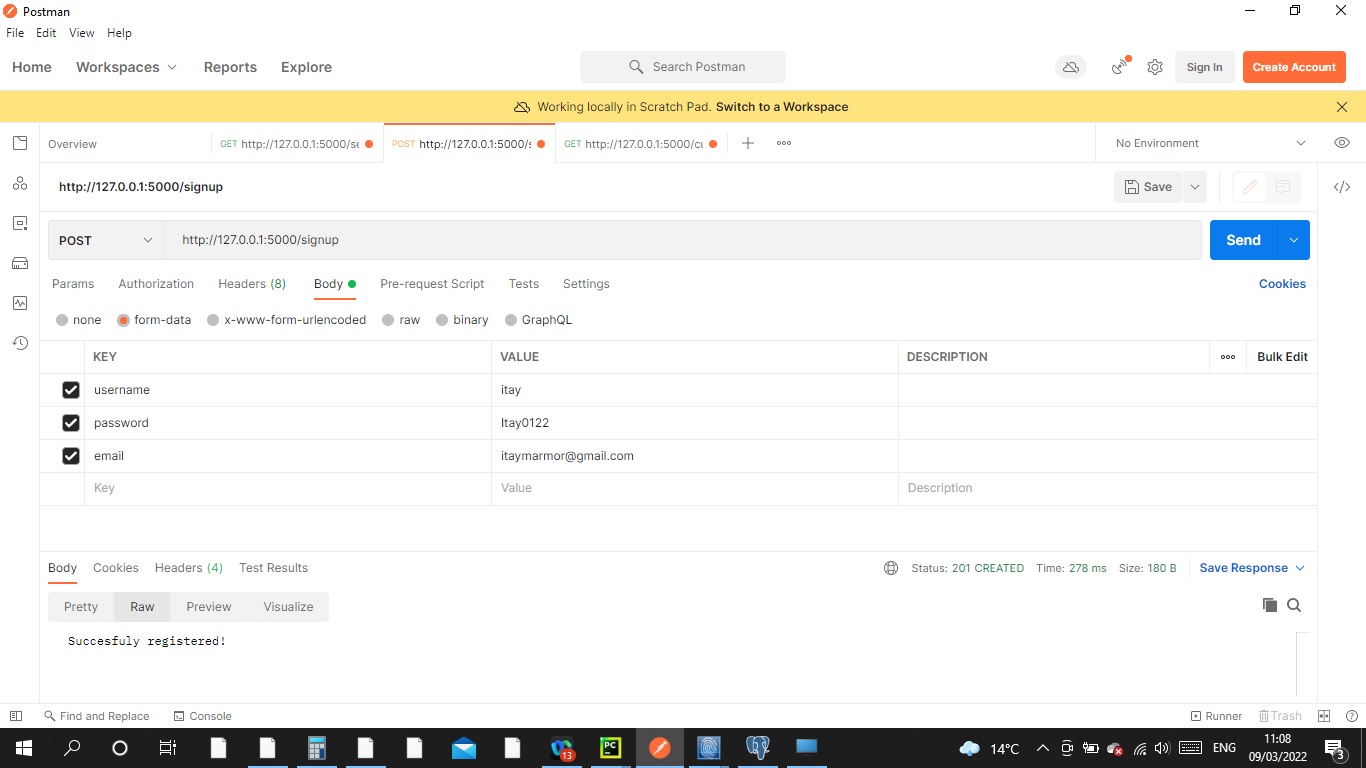 Postman
File Edit View Help
Home Workspaces Reports Explore Search Postman Sign In Create Account
Working locally in Scratch Pad. Switch to a Workspace
Overview GET http://127.0.0.1:5000/se POST http://127.0.0.1:5000/s GET http://127.0.0.1:5000/cu No Environment
http://127.0.0.1:5000/signup Save
POST http://127.0.0.1:5000/signup Send
Params Authorization Headers (8) Body Pre-request Script Tests Settings Cookies
none form-data x-www-form-urlencoded raw binary GraphQL
KEY VALUE DESCRIPTION Bulk Edit
username itay
password Itay0122
email itaymarmor@gmail.com
Key Value Description
Body Cookies Headers (4) Test Results Status: 201 CREATED Time: 278 ms Size: 180 B Save Response
Pretty Raw Preview Visualize
Succesfuly registered!
Find and Replace Console Runner Trash
13 PC 14°C ENG 11:08
09/03/2022 3